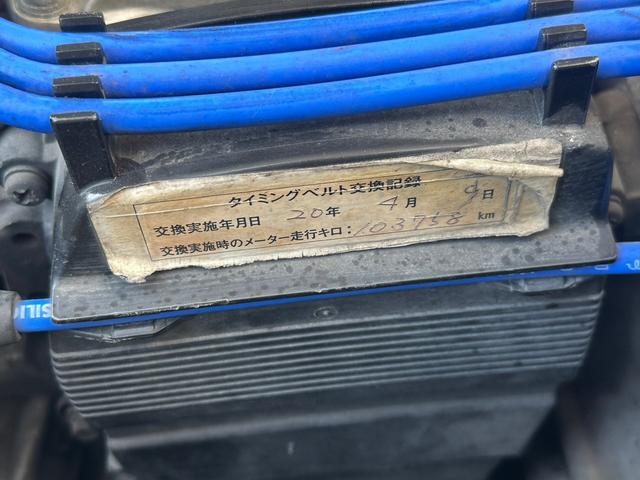 タイミングベルト交換記録
交換実施年月日 20年 4月 9日
交換実施時のメーター走行キロ：103758 km
SILIC